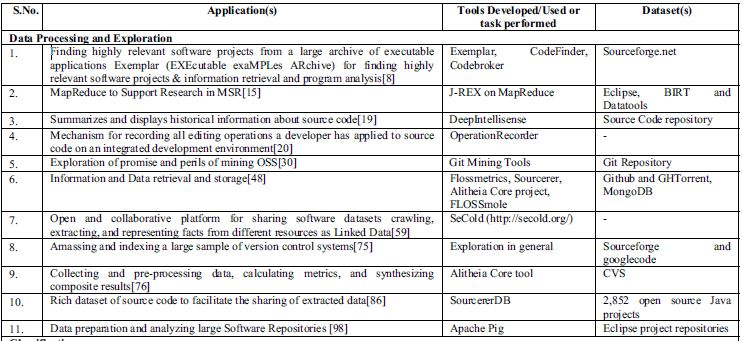 S.No. Application(s) Tools Developed/Used or task performed Dataset(s)
Data Processing and Exploration
1. Finding highly relevant software projects from a large archive of executable Exemplar, CodeFinder, Sourceforge.net
applications Exemplar (EXEcutable exaMPLes ARchive) for finding highly Codebroker
relevant software projects & information retrieval and program analysis[8]
2. MapReduce to Support Research in MSR[15] J-REX on MapReduce Eclipse, BIRT and
Datatools
3. Summarizes and displays historical information about source code[19] DeepIntellisense Source Code repository
4. Mechanism for recording all editing operations a developer has applied to source OperationRecorder -
code on an integrated development environment[20]
5. Exploration of promise and perils of mining OSS[30] Git Mining Tools Git Repository
6. Information and Data retrieval and storage[48] Flossmetrics, Sourcerer, Github and GHTorrent,
Alitheia Core project, MongoDB
FLOSSmole
7. Open and collaborative platform for sharing software datasets crawling, SeCold (http://secold.org/) -
extracting, and representing facts from different resources as Linked Data[59]
8. Amassing and indexing a large sample of version control systems[75] Exploration in general Sourceforge and
googlecode
9. Collecting and pre-processing data, calculating metrics, and synthesizing Alitheia Core tool CVS
composite results[76]
10. Rich dataset of source code to facilitate the sharing of extracted data[86] SourcererDB 2,852 open source Java
projects
11. Data preparation and analyzing large Software Repositories [98] Apache Pig Eclipse project repositories